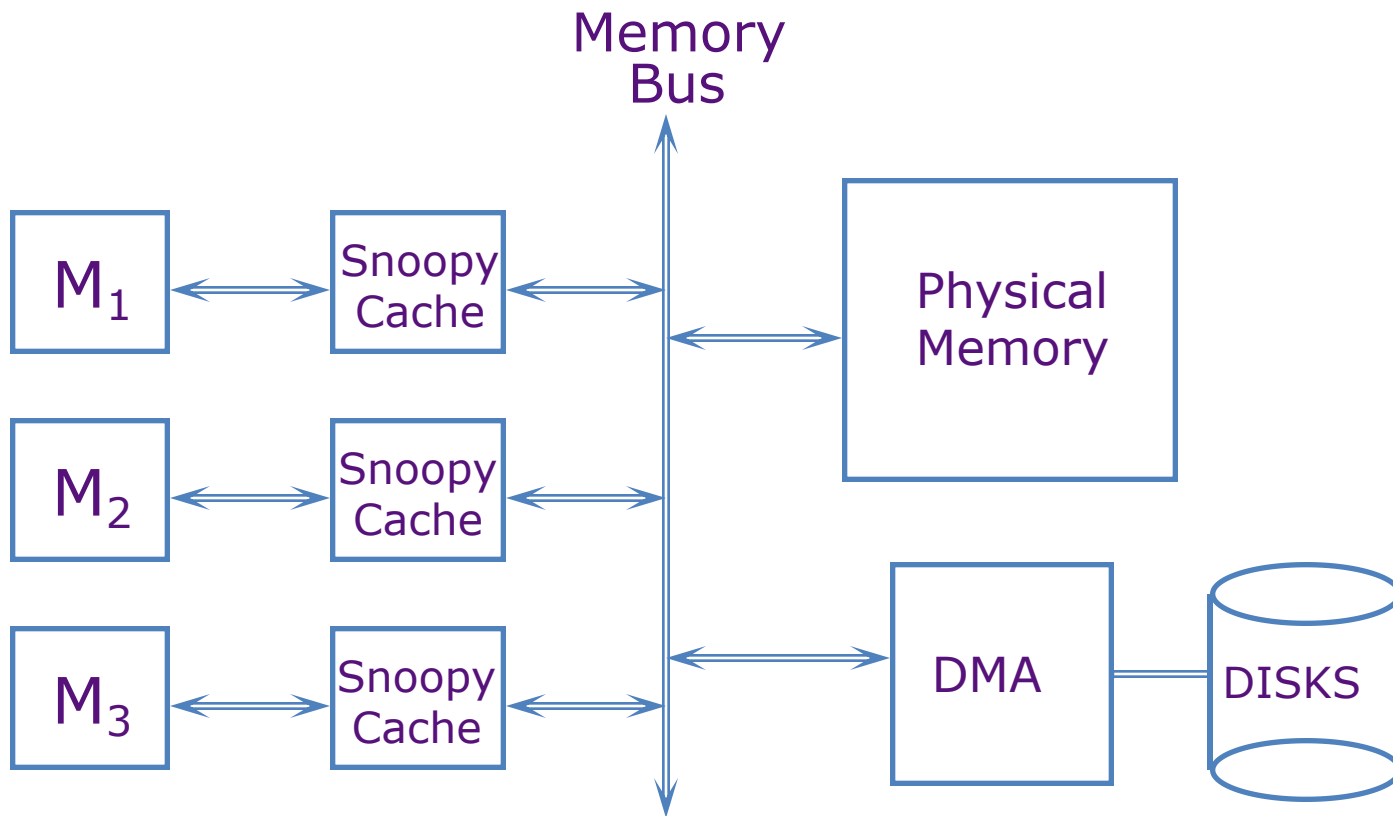 Memory
Bus
M₁
Snoopy
Cache
Physical
Memory
M₂
Snoopy
Cache
M₃
Snoopy
Cache
DMA
DISKS